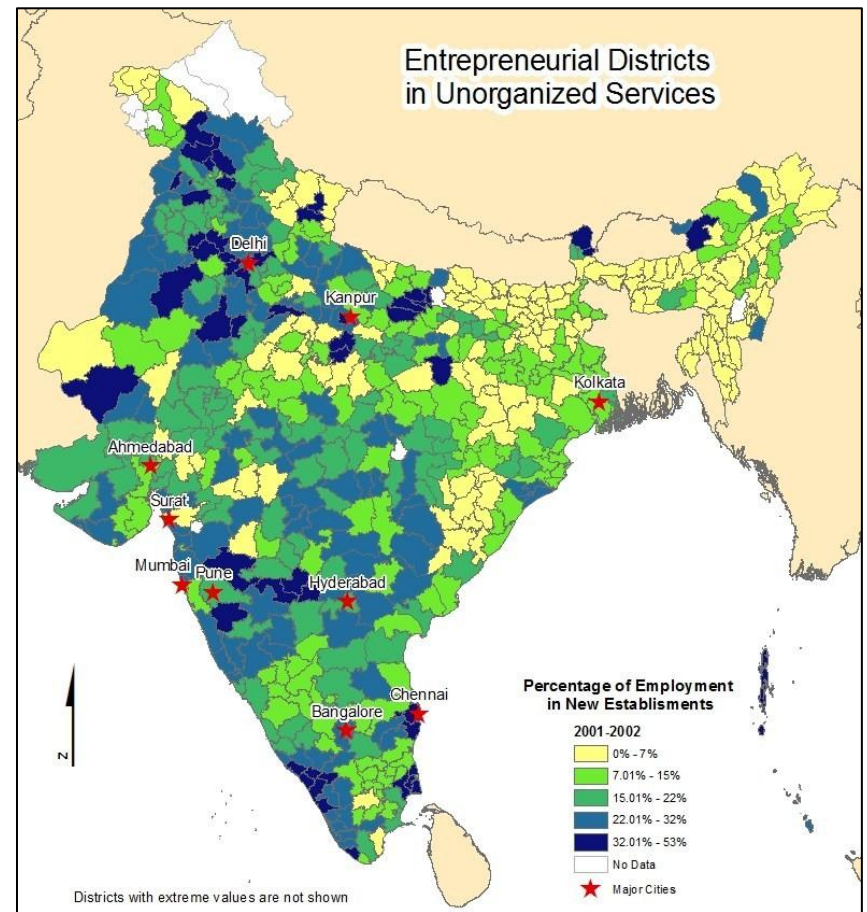 Entrepreneurial Districts
in Unorganized Services
Delhi
Kanpur
Kolkata
Ahmedabad
Surat
Mumbai
Pune
Hyderabad
Chennai
Bangalore
N
Percentage of Employment
in New Establisments
2001-2002
0% - 7%
7.01% - 15%
15.01% - 22%
22.01% - 32%
32.01% - 53%
No Data
Major Cities
Districts with extreme values are not shown